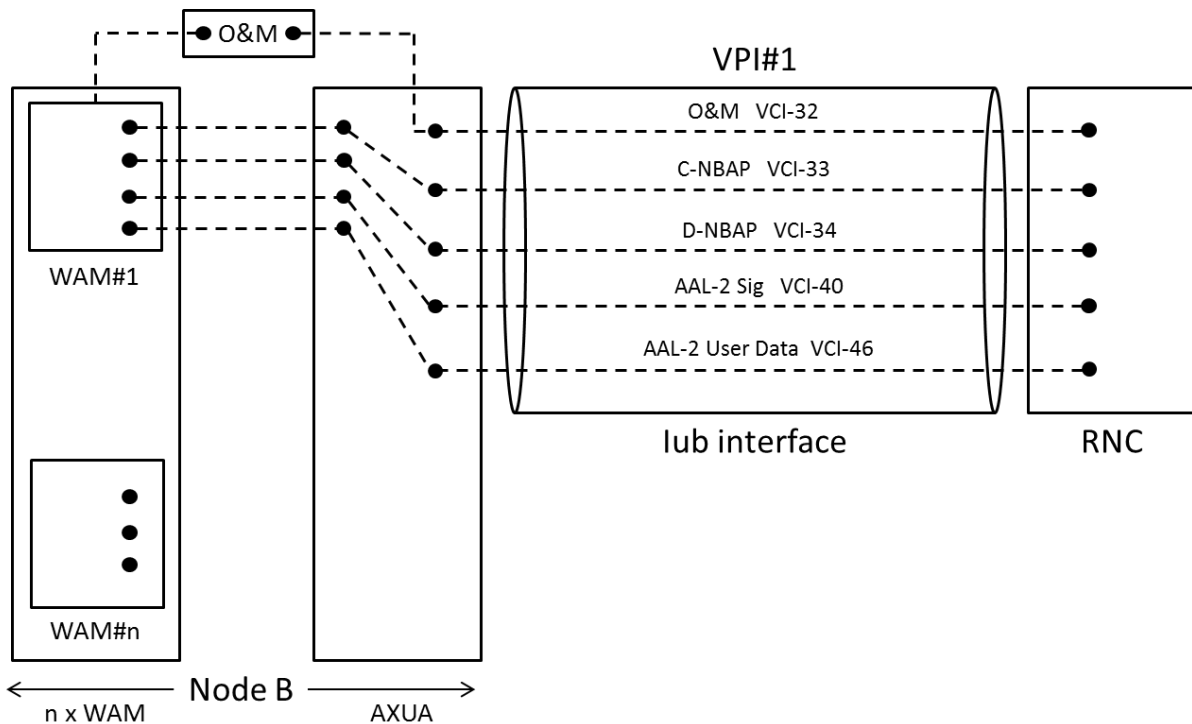 O&M
VPI#1
O&M VCI-32
C-NBAP VCI-33
D-NBAP VCI-34
AAL-2 Sig VCI-40
AAL-2 User Data VCI-46
WAM#1
Iub interface
RNC
WAM#n
Node B
n x WAM
AXUA